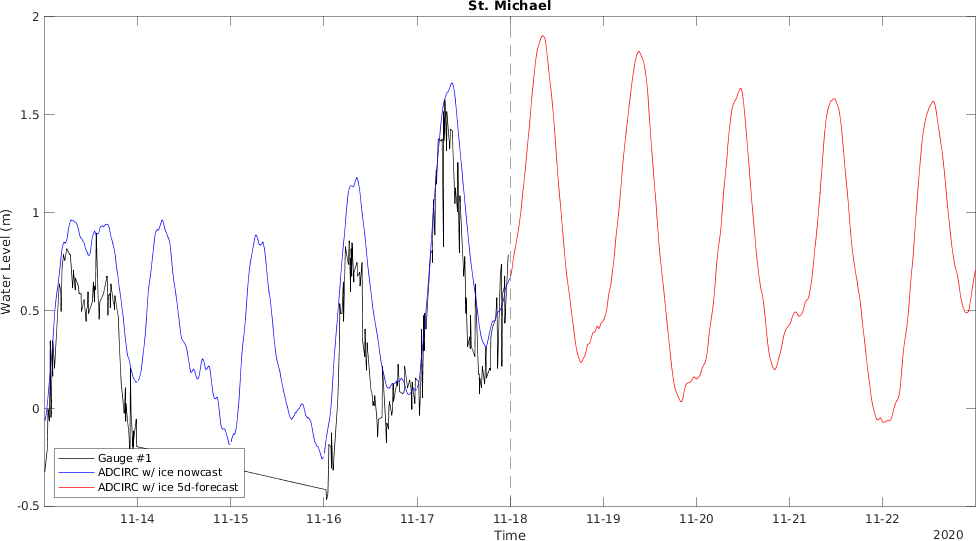 St. Michael
2
1.5
1
0.5
0
-0.5
Water Level (m)
Gauge #1
ADCIRC w/ ice nowcast
ADCIRC w/ ice 5d-forecast
11-14
11-15
11-16
11-17
11-18
11-19
11-20
11-21
11-22
Time
2020